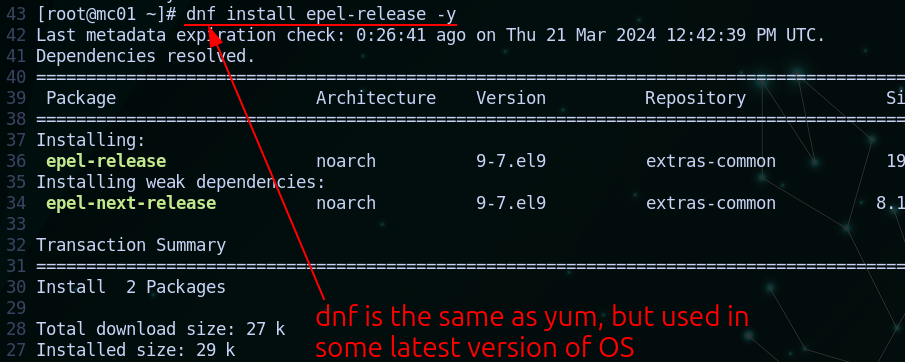 43 [root@mc01 ~]# dnf install epel-release -y
42 Last metadata expiration check: 0:26:41 ago on Thu 21 Mar 2024 12:42:39 PM UTC.
41 Dependencies resolved.
40 ================================================================================
39 Package Architecture Version Repository Si
38 ================================================================================
37 Installing:
36 epel-release noarch 9-7.el9 extras-common 19
35 Installing weak dependencies:
34 epel-next-release noarch 9-7.el9 extras-common 8.1
33
32 Transaction Summary
31 ================================================================================
30 Install  2 Packages
29
28 Total download size: 27 k
27 Installed size: 29 k
dnf is the same as yum, but used in
some latest version of OS